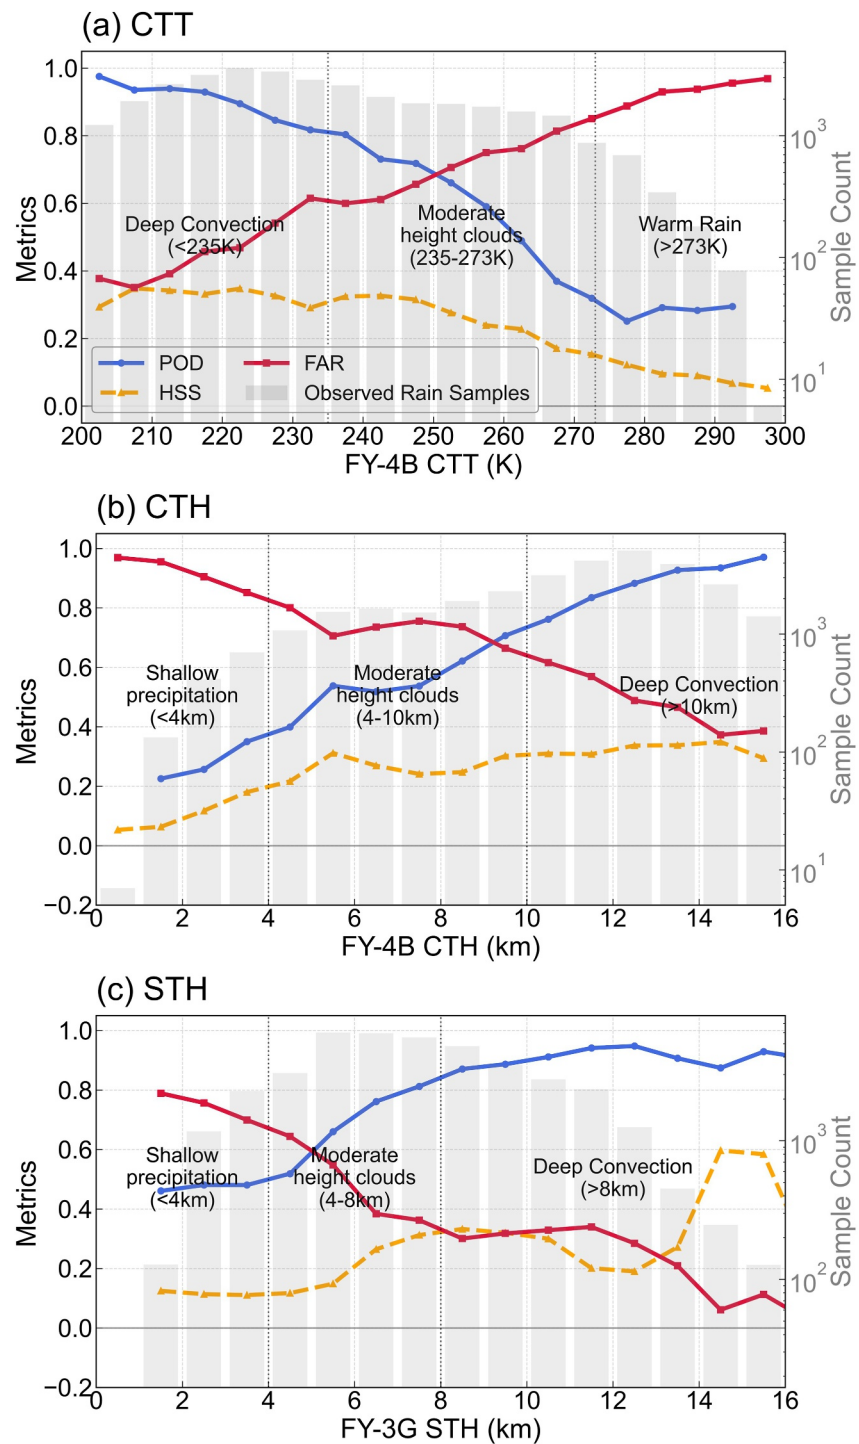 (a) CTT
1.0
0.8
0.6
0.4
0.2
0.0
Metrics
10³
10²
10¹
Sample Count
Deep Convection
(<235K)
Moderate
height clouds
(235-273K)
Warm Rain
(>273K)
POD
FAR
HSS
Observed Rain Samples
200 210 220 230 240 250 260 270 280 290 300
FY-4B CTT (K)
(b) CTH
1.0
0.8
0.6
0.4
0.2
0.0
−0.2
Metrics
10³
10²
10¹
Sample Count
Shallow
precipitation
(<4km)
Moderate
height clouds
(4-10km)
Deep Convection
(>10km)
0 2 4 6 8 10 12 14 16
FY-4B CTH (km)
(c) STH
1.0
0.8
0.6
0.4
0.2
0.0
−0.2
Metrics
10³
10²
Sample Count
Shallow
precipitation
(<4km)
Moderate
height clouds
(4-8km)
Deep Convection
(>8km)
0 2 4 6 8 10 12 14 16
FY-3G STH (km)